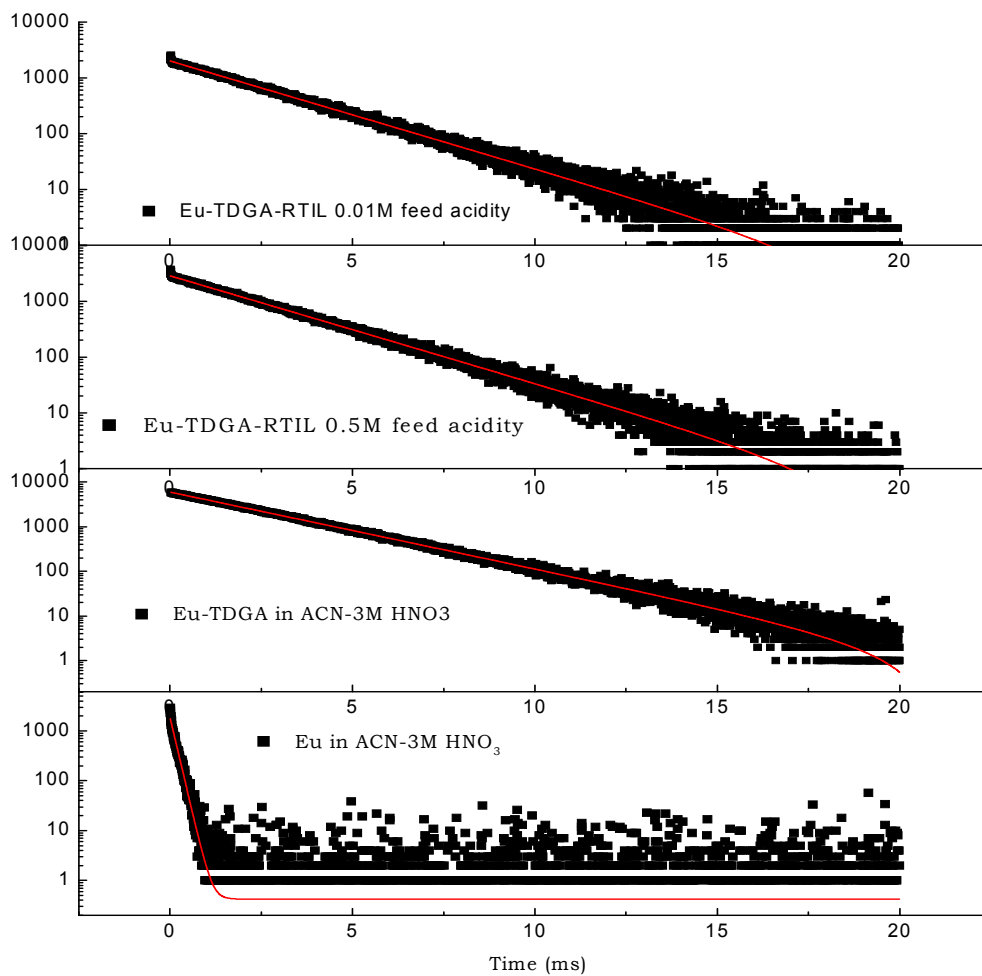 10000
1000
100
10
■ Eu-TDGA-RTIL 0.01M feed acidity
1
0 5 10 15 20
10000
1000
100
10
■ Eu-TDGA-RTIL 0.5M feed acidity
1
0 5 10 15 20
10000
1000
100
10
■ Eu-TDGA in ACN-3M HNO3
1
0 5 10 15 20
■ Eu in ACN-3M HNO₃
1000
100
10
1
0 5 10 15 20
Time (ms)